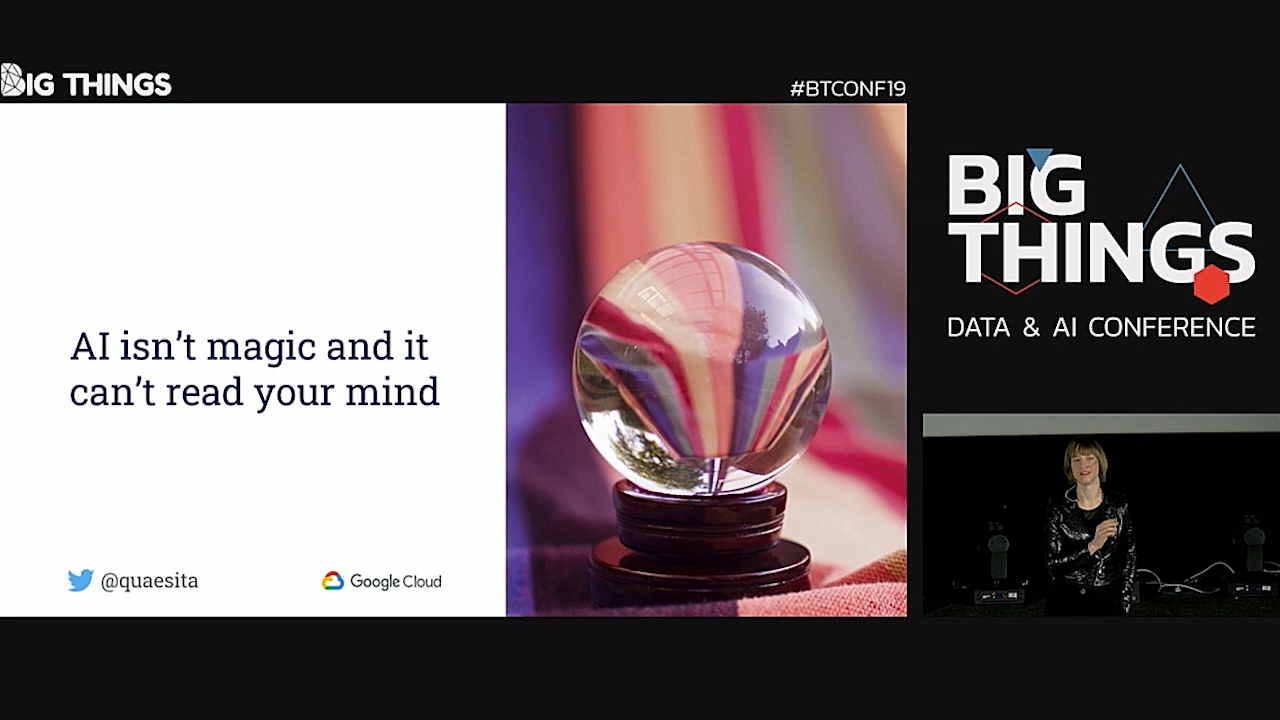 BIG THINGS
#BTCONF19
AI isn't magic and it
can't read your mind
@quaesita
Google Cloud
BIG
THINGS
DATA & AI CONFERENCE